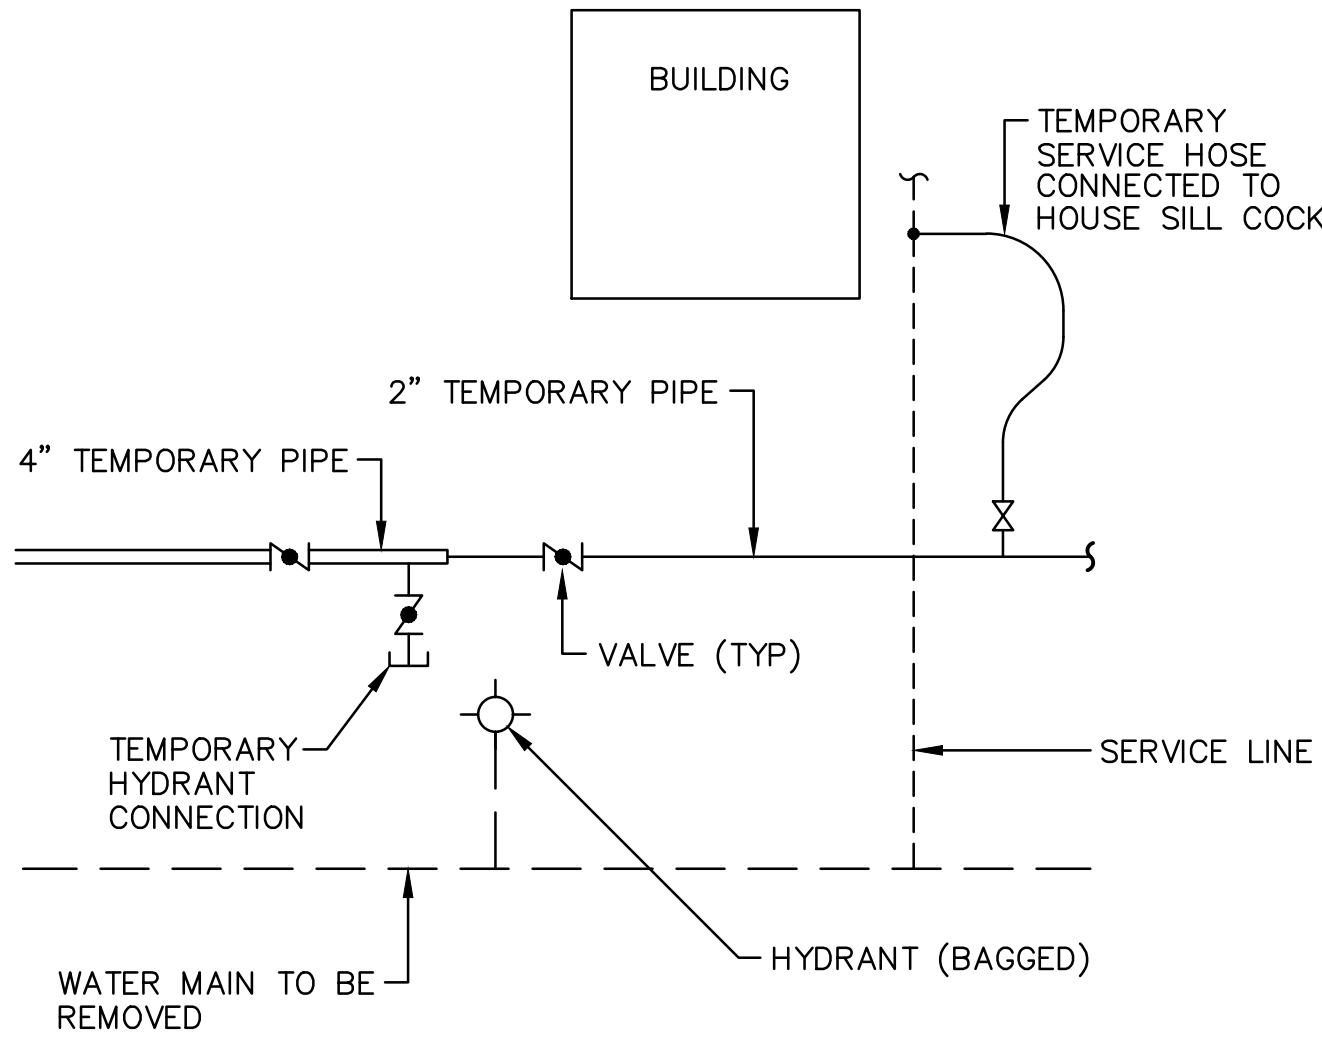 BUILDING
TEMPORARY
SERVICE HOSE
CONNECTED TO
HOUSE SILL COCK
2" TEMPORARY PIPE
4" TEMPORARY PIPE
VALVE (TYP)
TEMPORARY
HYDRANT
CONNECTION
SERVICE LINE
HYDRANT (BAGGED)
WATER MAIN TO BE
REMOVED